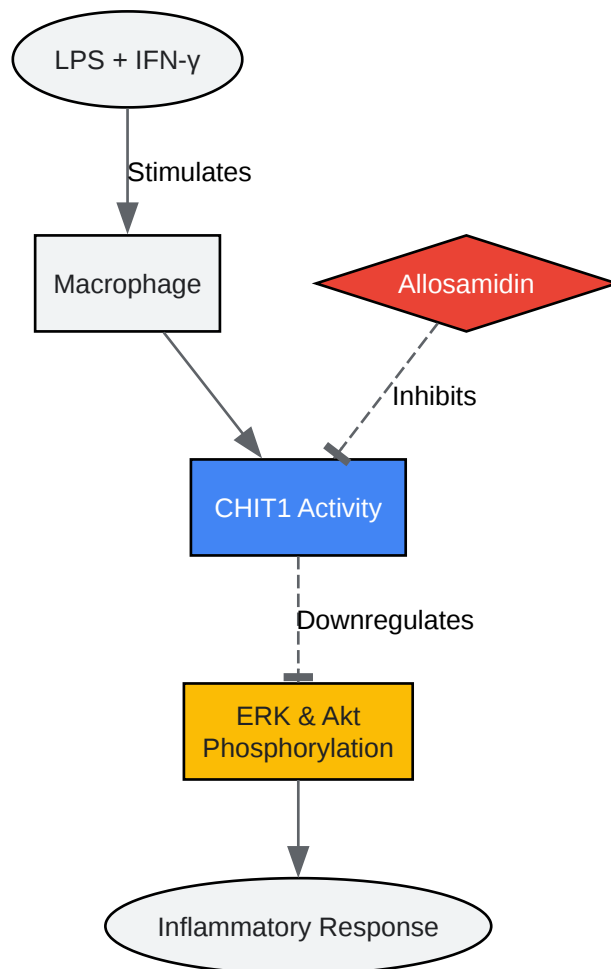 LPS + IFN-γ
Stimulates
Macrophage
Allosamidin
Inhibits
CHIT1 Activity
Downregulates
ERK & Akt
Phosphorylation
Inflammatory Response